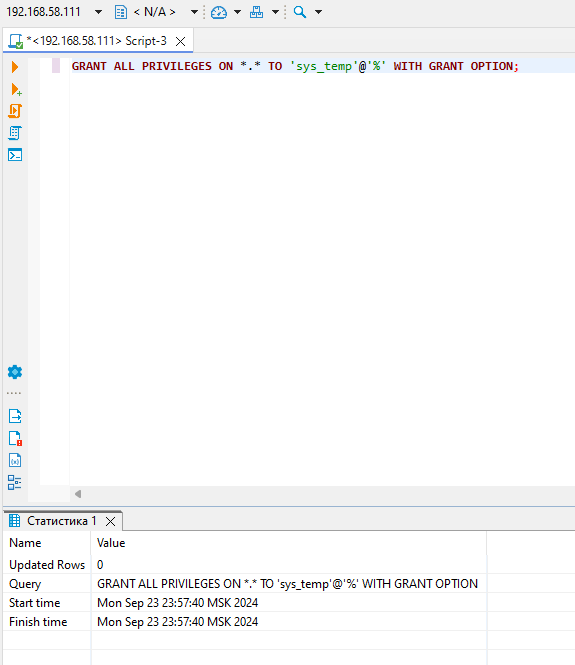 192.168.58.111 < N/A >
*<192.168.58.111> Script-3
GRANT ALL PRIVILEGES ON *.* TO 'sys_temp'@'%' WITH GRANT OPTION;
Статистика 1
Name Value
Updated Rows 0
Query GRANT ALL PRIVILEGES ON *.* TO 'sys_temp'@'%' WITH GRANT OPTION
Start time Mon Sep 23 23:57:40 MSK 2024
Finish time Mon Sep 23 23:57:40 MSK 2024